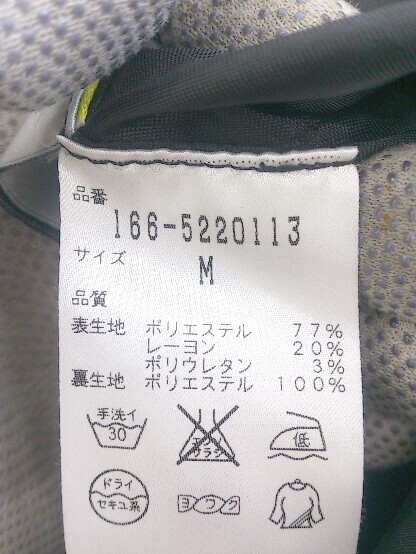 品番
166-5220113
サイズ
M
品質
表生地 ポリエステル 77%
レーヨン 20%
ポリウレタン 3%
裏生地 ポリエステル 100%
手洗イ
30
エンソ
サラシ
低
ドライ
セキユ系
ヨワク